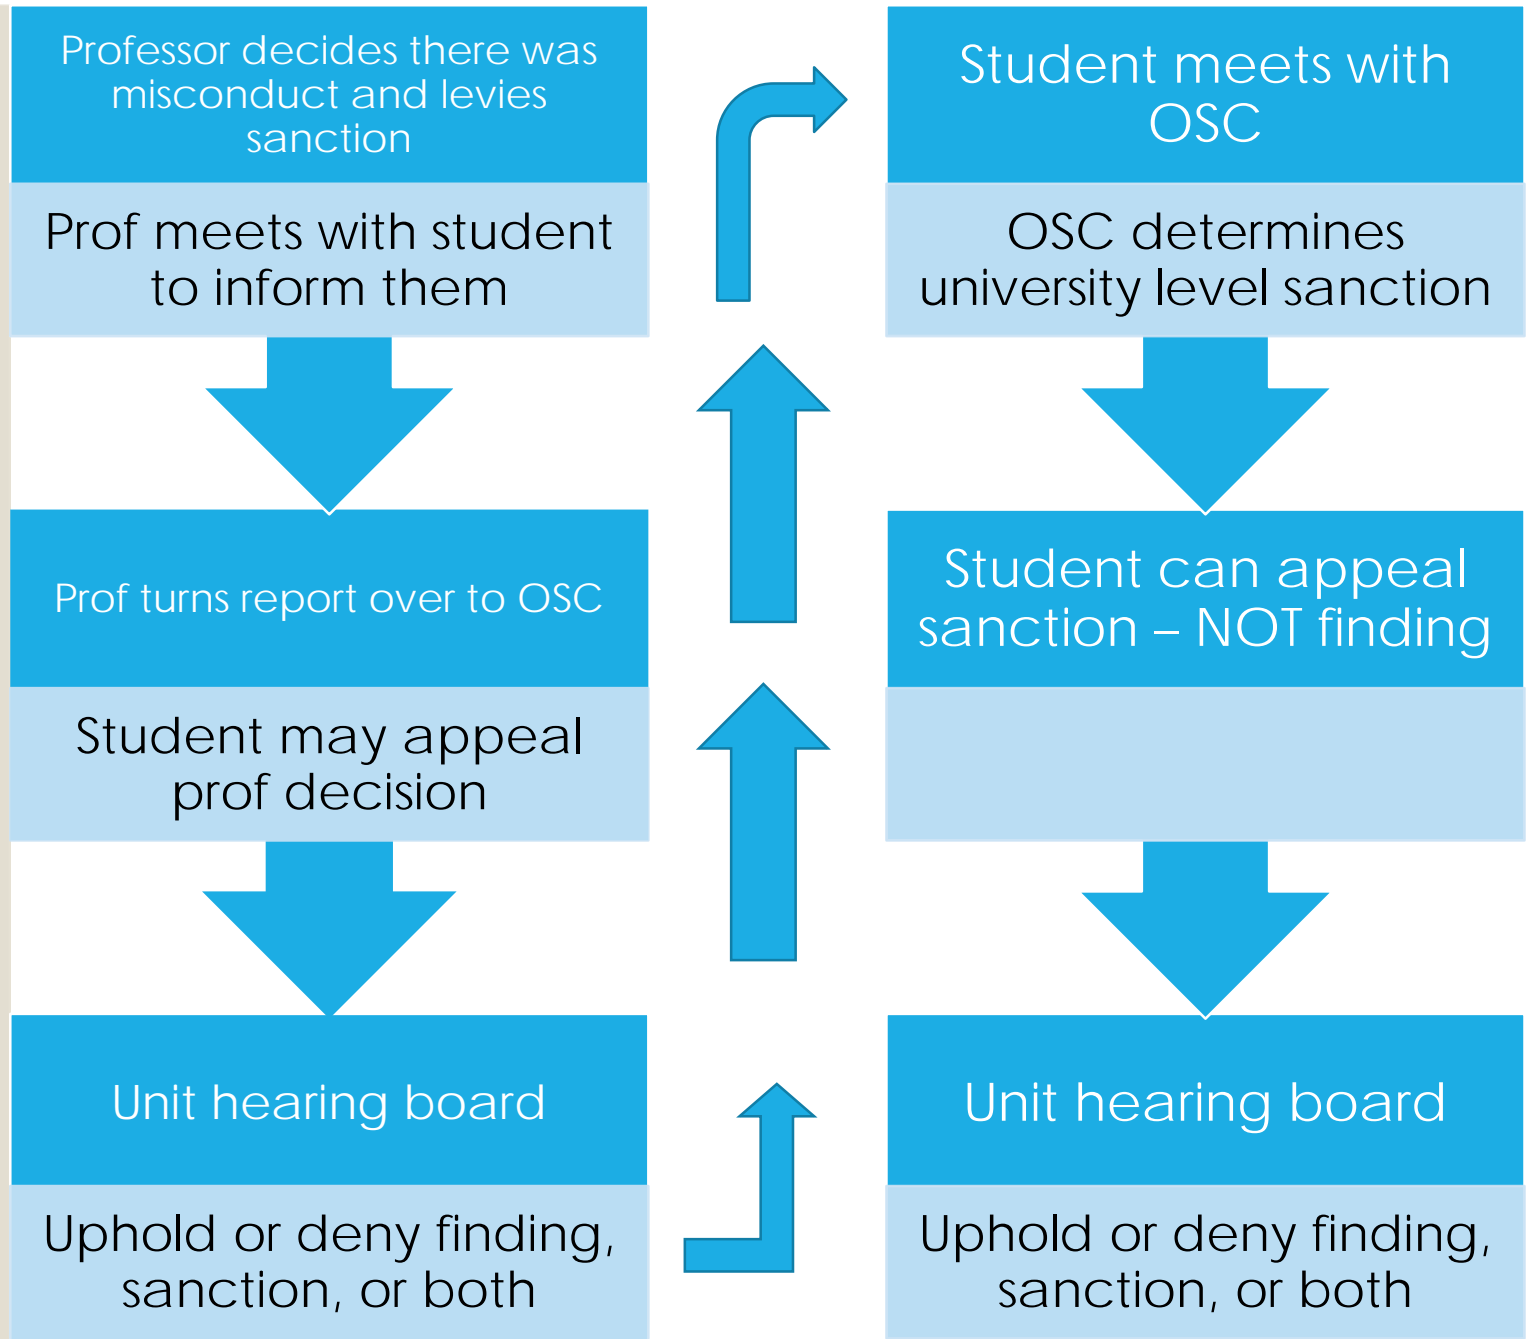 Professor decides there was
misconduct and levies
sanction
Prof meets with student
to inform them
Prof turns report over to OSC
Student may appeal
prof decision
Unit hearing board
Uphold or deny finding,
sanction, or both
Student meets with
OSC
OSC determines
university level sanction
Student can appeal
sanction – NOT finding
Unit hearing board
Uphold or deny finding,
sanction, or both